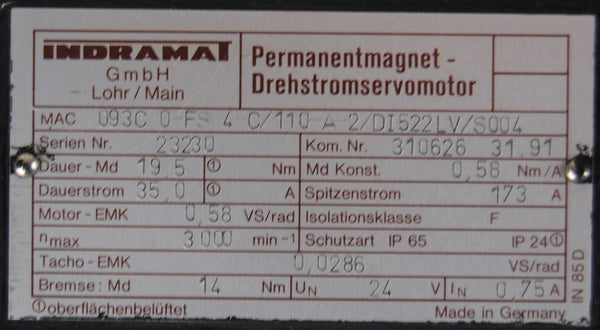 INDRAMAT
GmbH
Lohr/Main
Permanentmagnet -
Drehstromservomotor
MAC 093C 0-FS 4 C/110-A 2/DI522LV/S004
Serien Nr. 23230 Kom. Nr. 310626 31.91
Dauer - Md 19.5 ① Nm Md Konst. 0,58 Nm/A
Dauerstrom 35,0 ① A Spitzenstrom 173 A
Motor - EMK 0,58 VS/rad Isolationsklasse F
nmax 3000 min-1 Schutzart IP 65 IP 24①
Tacho - EMK 0,0286 VS/rad
Bremse: Md 14 Nm UN 24 V IN 0,75 A
①oberflächenbelüftet Made in Germany
IN 85 D